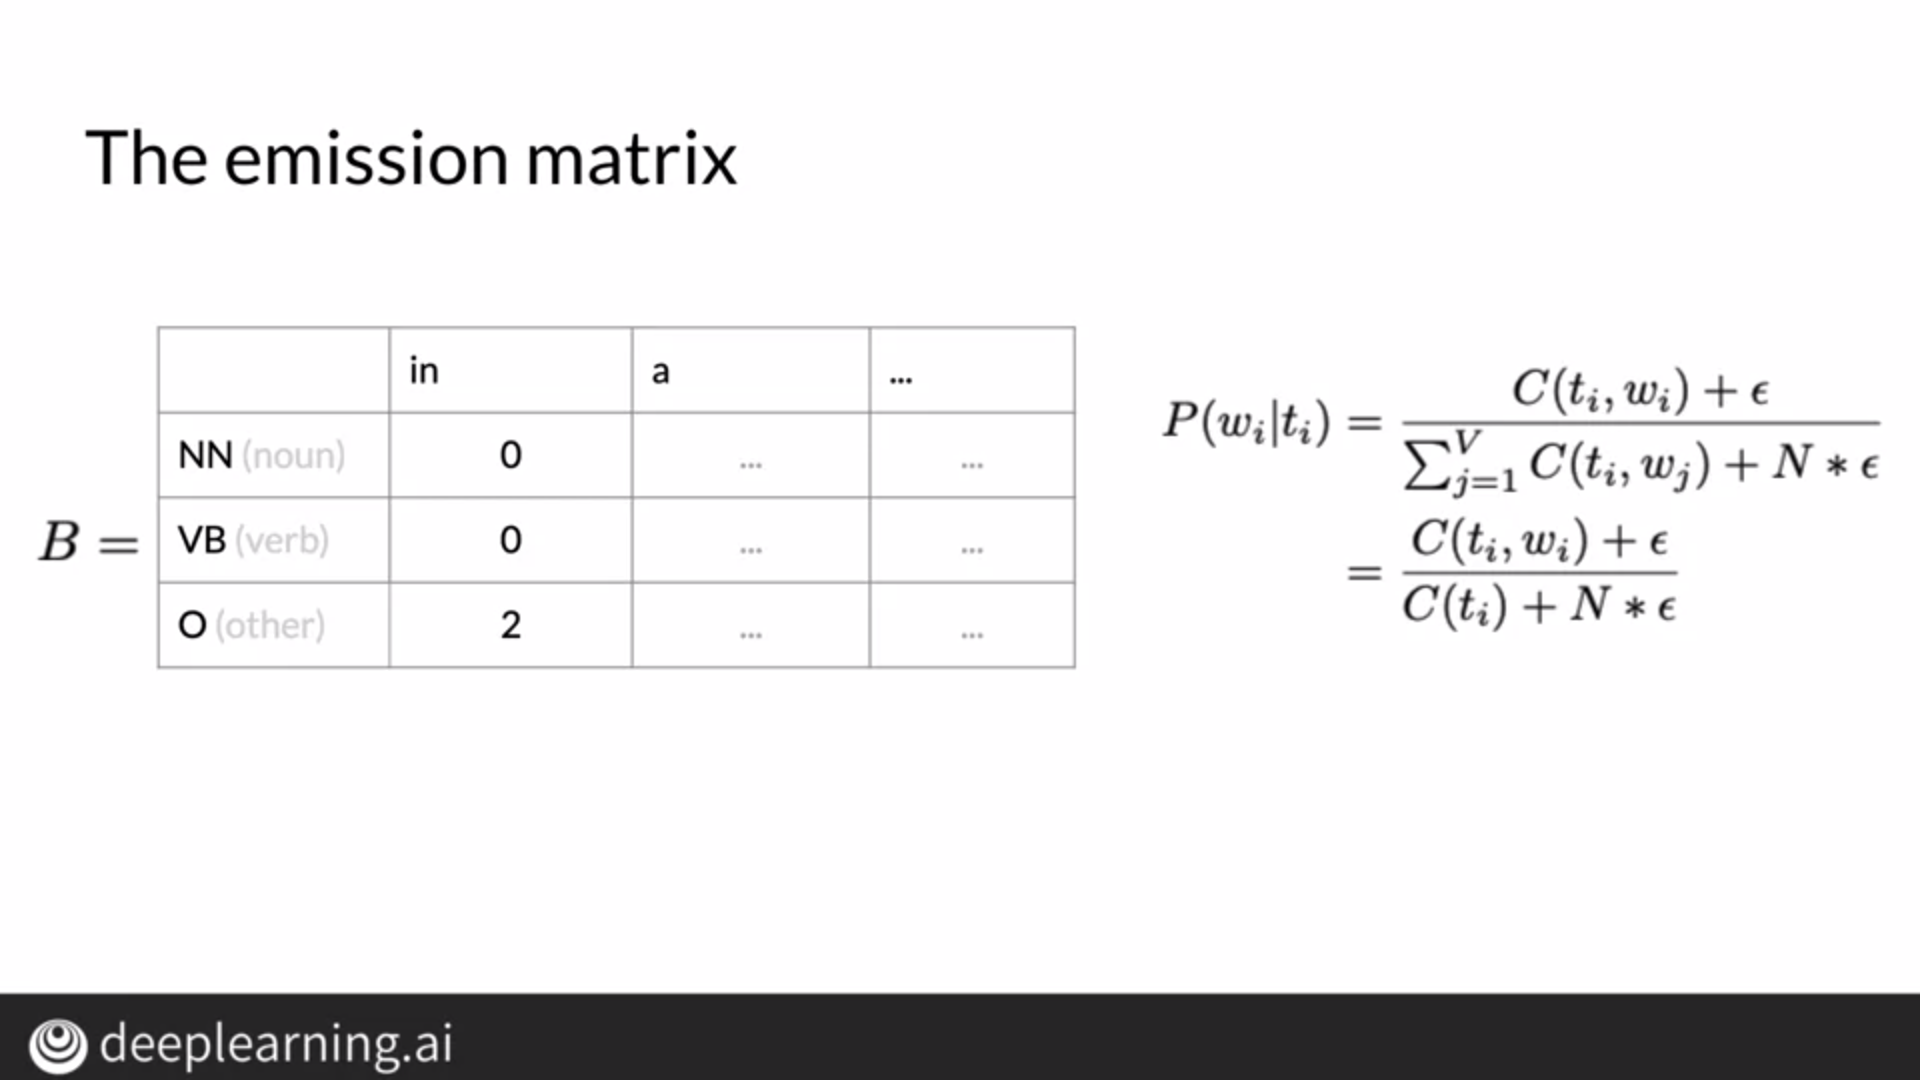 The emission matrix
in a ...
NN (noun) 0 ... ...
B = VB (verb) 0 ... ...
O (other) 2 ... ...
P(w_i|t_i) = \frac{C(t_i, w_i) + \epsilon}{\sum_{j=1}^{V} C(t_i, w_j) + N * \epsilon}
= \frac{C(t_i, w_i) + \epsilon}{C(t_i) + N * \epsilon}
deeplearning.ai